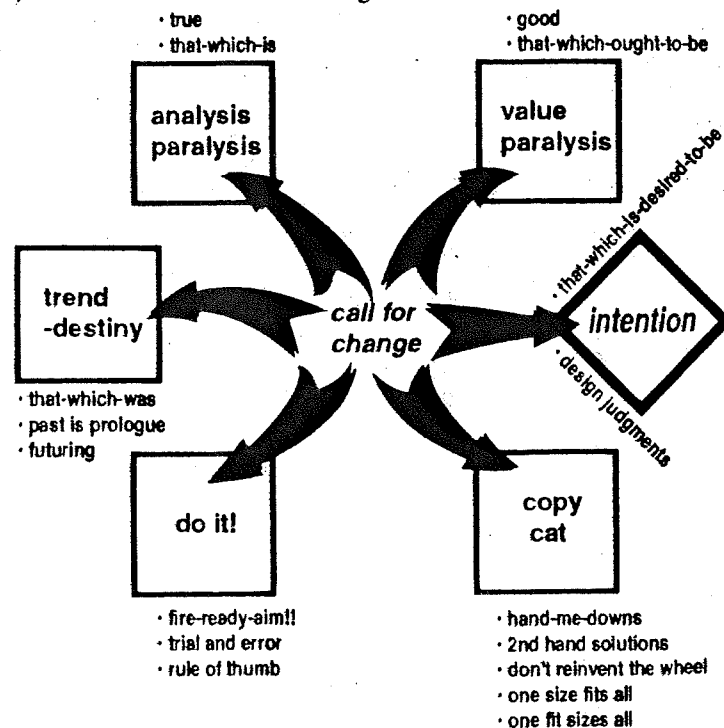 · true
· that-which-is
analysis
paralysis
· good
· that-which-ought-to-be
value
paralysis
trend
-destiny
· that-which-was
· past is prologue
· futuring
call for
change
· that-which-is-desired-to-be
intention
· design judgments
do it!
· fire-ready-aim!!
· trial and error
· rule of thumb
copy
cat
· hand-me-downs
· 2nd hand solutions
· don't reinvent the wheel
· one size fits all
· one fit sizes all